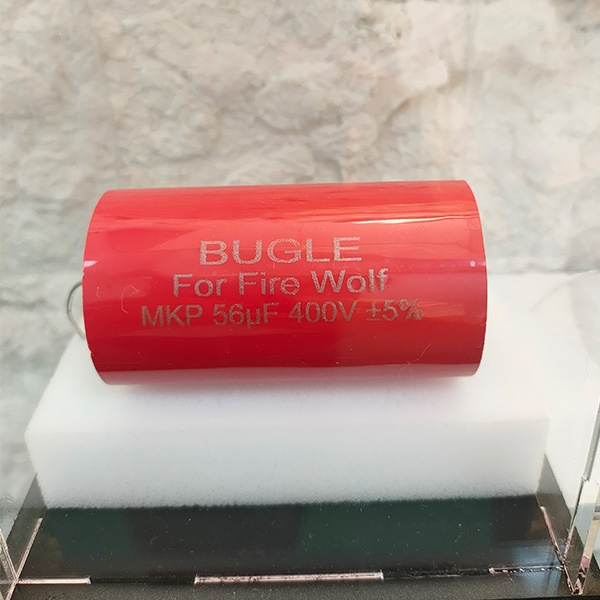 BUGLE
For Fire Wolf
MKP 56µF 400V ±5%